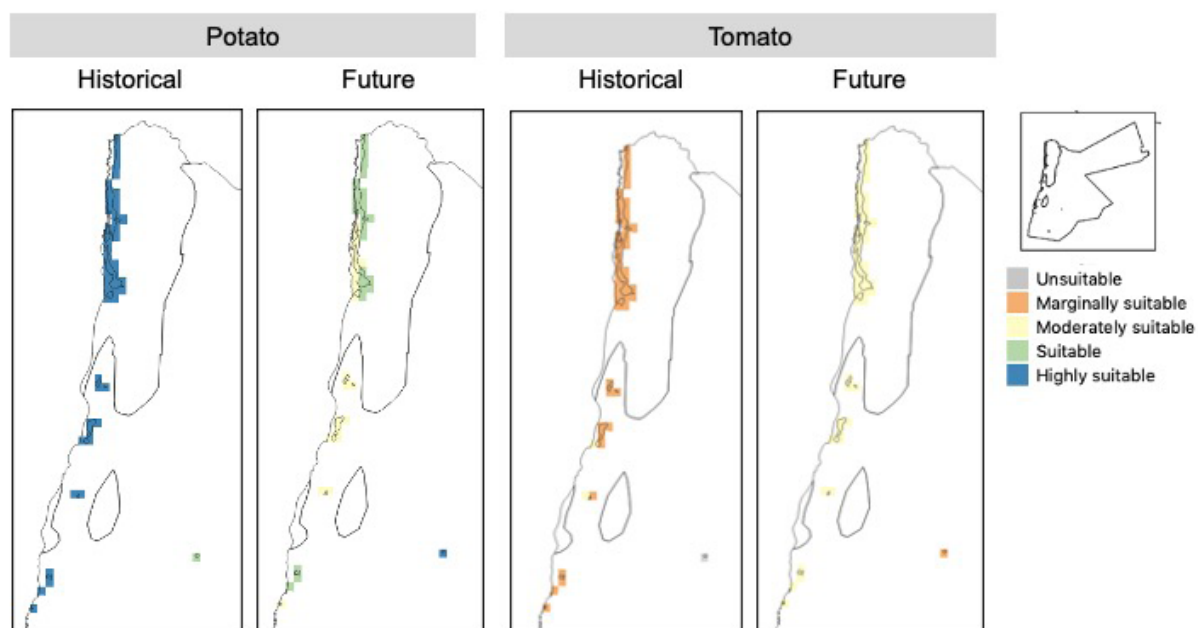 Potato
Tomato
Historical
Future
Historical
Future
Unsuitable
Marginally suitable
Moderately suitable
Suitable
Highly suitable